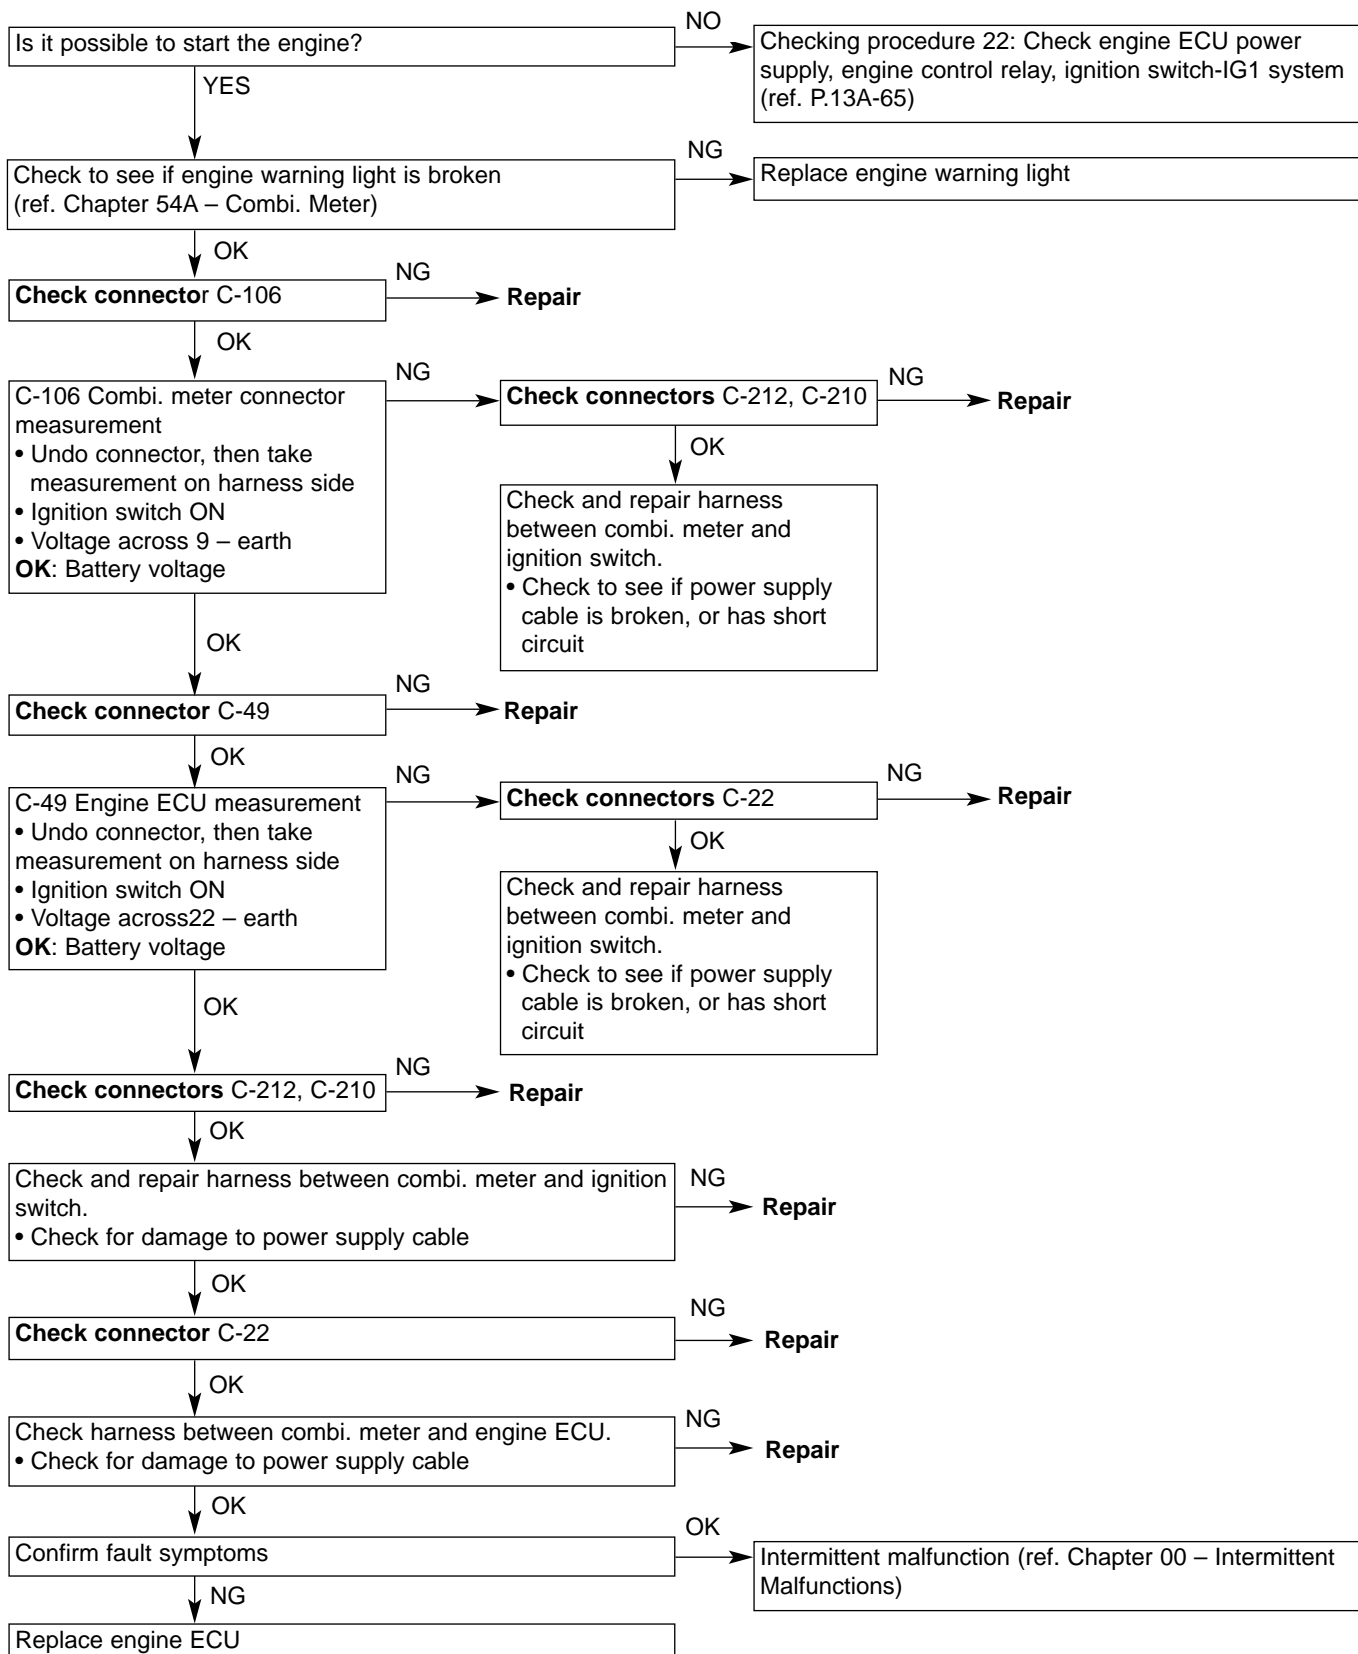 Is it possible to start the engine?
NO
Checking procedure 22: Check engine ECU power
supply, engine control relay, ignition switch-IG1 system
(ref. P.13A-65)
YES
Check to see if engine warning light is broken
(ref. Chapter 54A – Combi. Meter)
NG
Replace engine warning light
OK
Check connector C-106
NG
Repair
OK
C-106 Combi. meter connector
measurement
• Undo connector, then take
measurement on harness side
• Ignition switch ON
• Voltage across 9 – earth
OK: Battery voltage
NG
Check connectors C-212, C-210
NG
Repair
OK
Check and repair harness
between combi. meter and
ignition switch.
• Check to see if power supply
cable is broken, or has short
circuit
OK
Check connector C-49
NG
Repair
OK
C-49 Engine ECU measurement
• Undo connector, then take
measurement on harness side
• Ignition switch ON
• Voltage across22 – earth
OK: Battery voltage
NG
Check connectors C-22
NG
Repair
OK
Check and repair harness
between combi. meter and
ignition switch.
• Check to see if power supply
cable is broken, or has short
circuit
OK
Check connectors C-212, C-210
NG
Repair
OK
Check and repair harness between combi. meter and ignition
switch.
• Check for damage to power supply cable
NG
Repair
OK
Check connector C-22
NG
Repair
OK
Check harness between combi. meter and engine ECU.
• Check for damage to power supply cable
NG
Repair
OK
Confirm fault symptoms
OK
Intermittent malfunction (ref. Chapter 00 – Intermittent
Malfunctions)
NG
Replace engine ECU